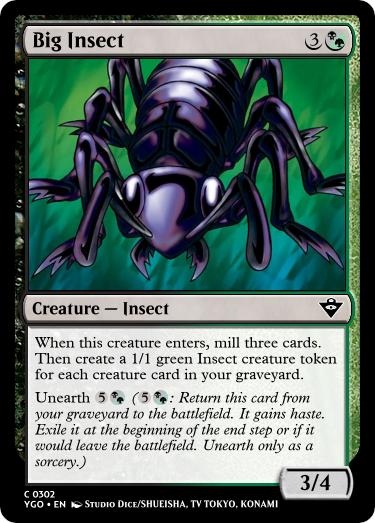 Big Insect 3
Creature — Insect
When this creature enters, mill three cards.
Then create a 1/1 green Insect creature token
for each creature card in your graveyard.
Unearth 5 (5 : Return this card from
your graveyard to the battlefield. It gains haste.
Exile it at the beginning of the end step or if it
would leave the battlefield. Unearth only as a
sorcery.)
3/4
C 0302
YGO • EN Studio Dice/SHUEISHA, TV TOKYO, KONAMI